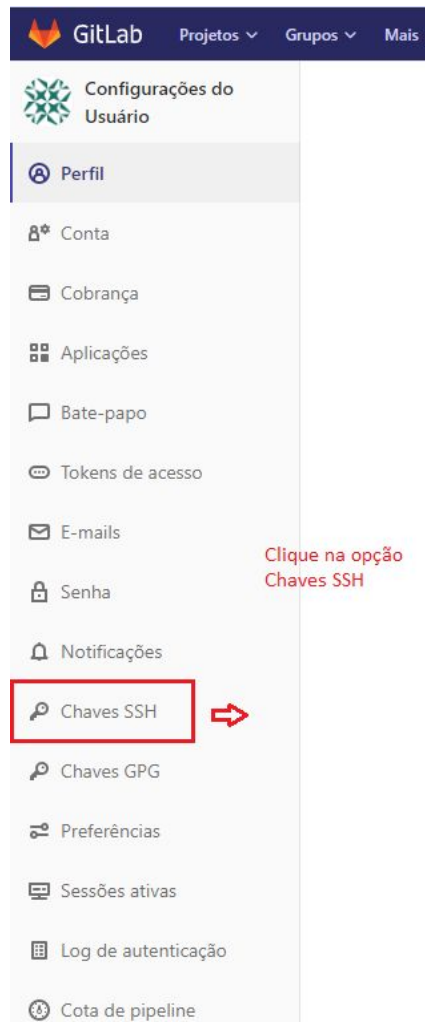 GitLab Projetos Grupos Mais
Configurações do
Usuário
Perfil
Conta
Cobrança
Aplicações
Bate-papo
Tokens de acesso
E-mails
Clique na opção
Chaves SSH
Senha
Notificações
Chaves SSH
Chaves GPG
Preferências
Sessões ativas
Log de autenticação
Cota de pipeline